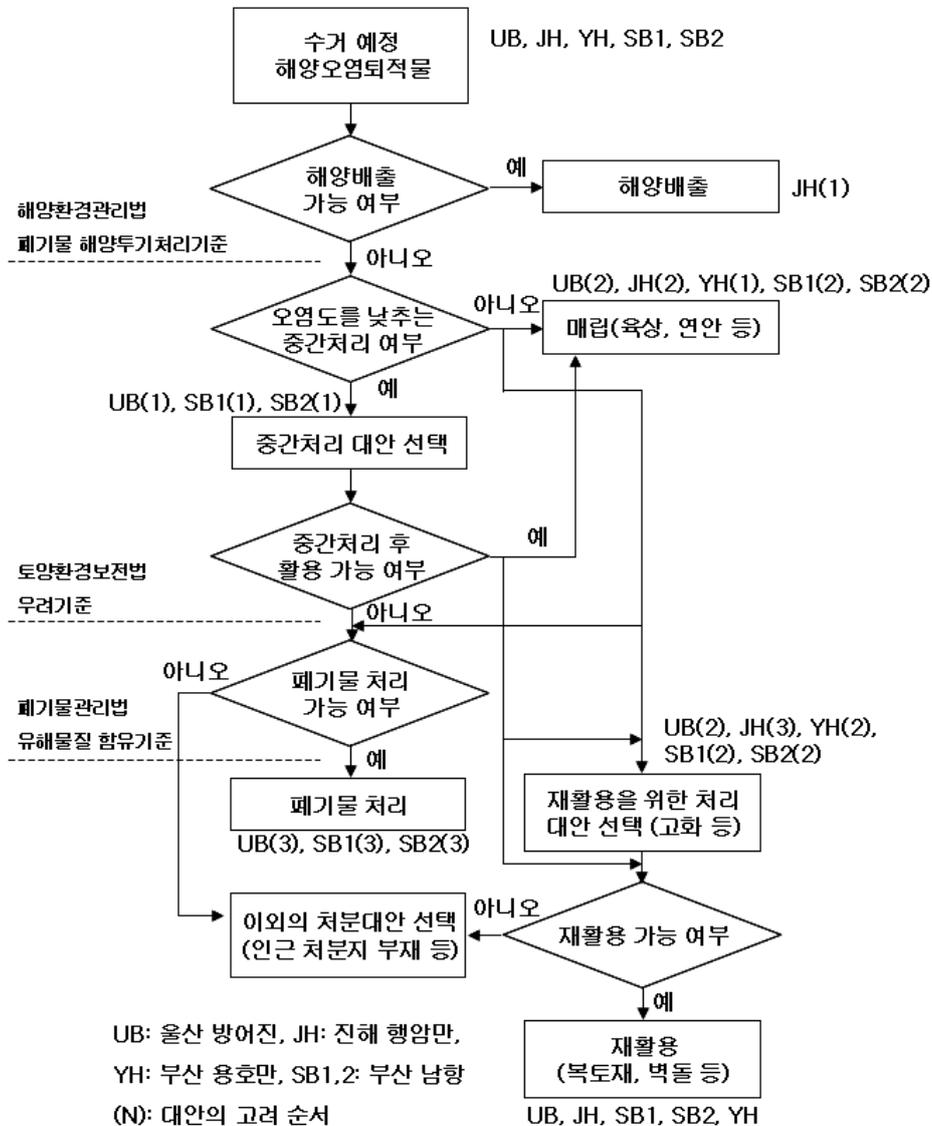 수거 예정
해양오염퇴적물
UB, JH, YH, SB1, SB2
해양배출
가능 여부
예
해양배출
JH(1)
해양환경관리법
폐기물 해양투기처리기준
아니오
UB(2), JH(2), YH(1), SB1(2), SB2(2)
오염도를 낮추는
중간처리 여부
아니오
매립(육상, 연안 등)
예
UB(1), SB1(1), SB2(1)
중간처리 대안 선택
중간처리 후
활용 가능 여부
예
토양환경보전법
우려기준
아니오
아니오
폐기물 처리
가능 여부
폐기물관리법
유해물질 함유기준
예
UB(2), JH(3), YH(2),
SB1(2), SB2(2)
폐기물 처리
UB(3), SB1(3), SB2(3)
재활용을 위한 처리
대안 선택 (고화 등)
이외의 처분대안 선택
(인근 처분지 부재 등)
아니오
재활용 가능 여부
예
재활용
(복토재, 벽돌 등)
UB, JH, SB1, SB2, YH
UB: 울산 방어진, JH: 진해 행암만,
YH: 부산 용호만, SB1,2: 부산 남항
(N): 대안의 고려 순서